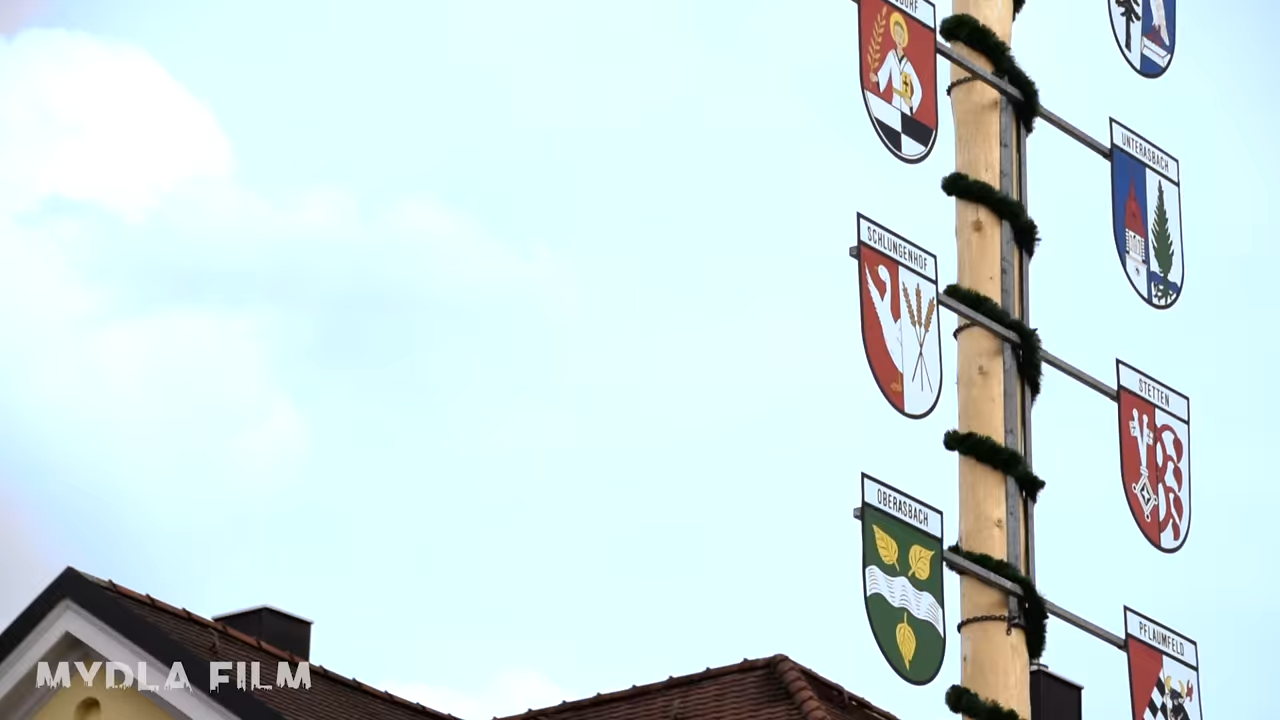 UNTERASBACH
SCHLUNGENHOF
STETTEN
OBERASBACH
PFLAUMFELD
MYDLA FILM